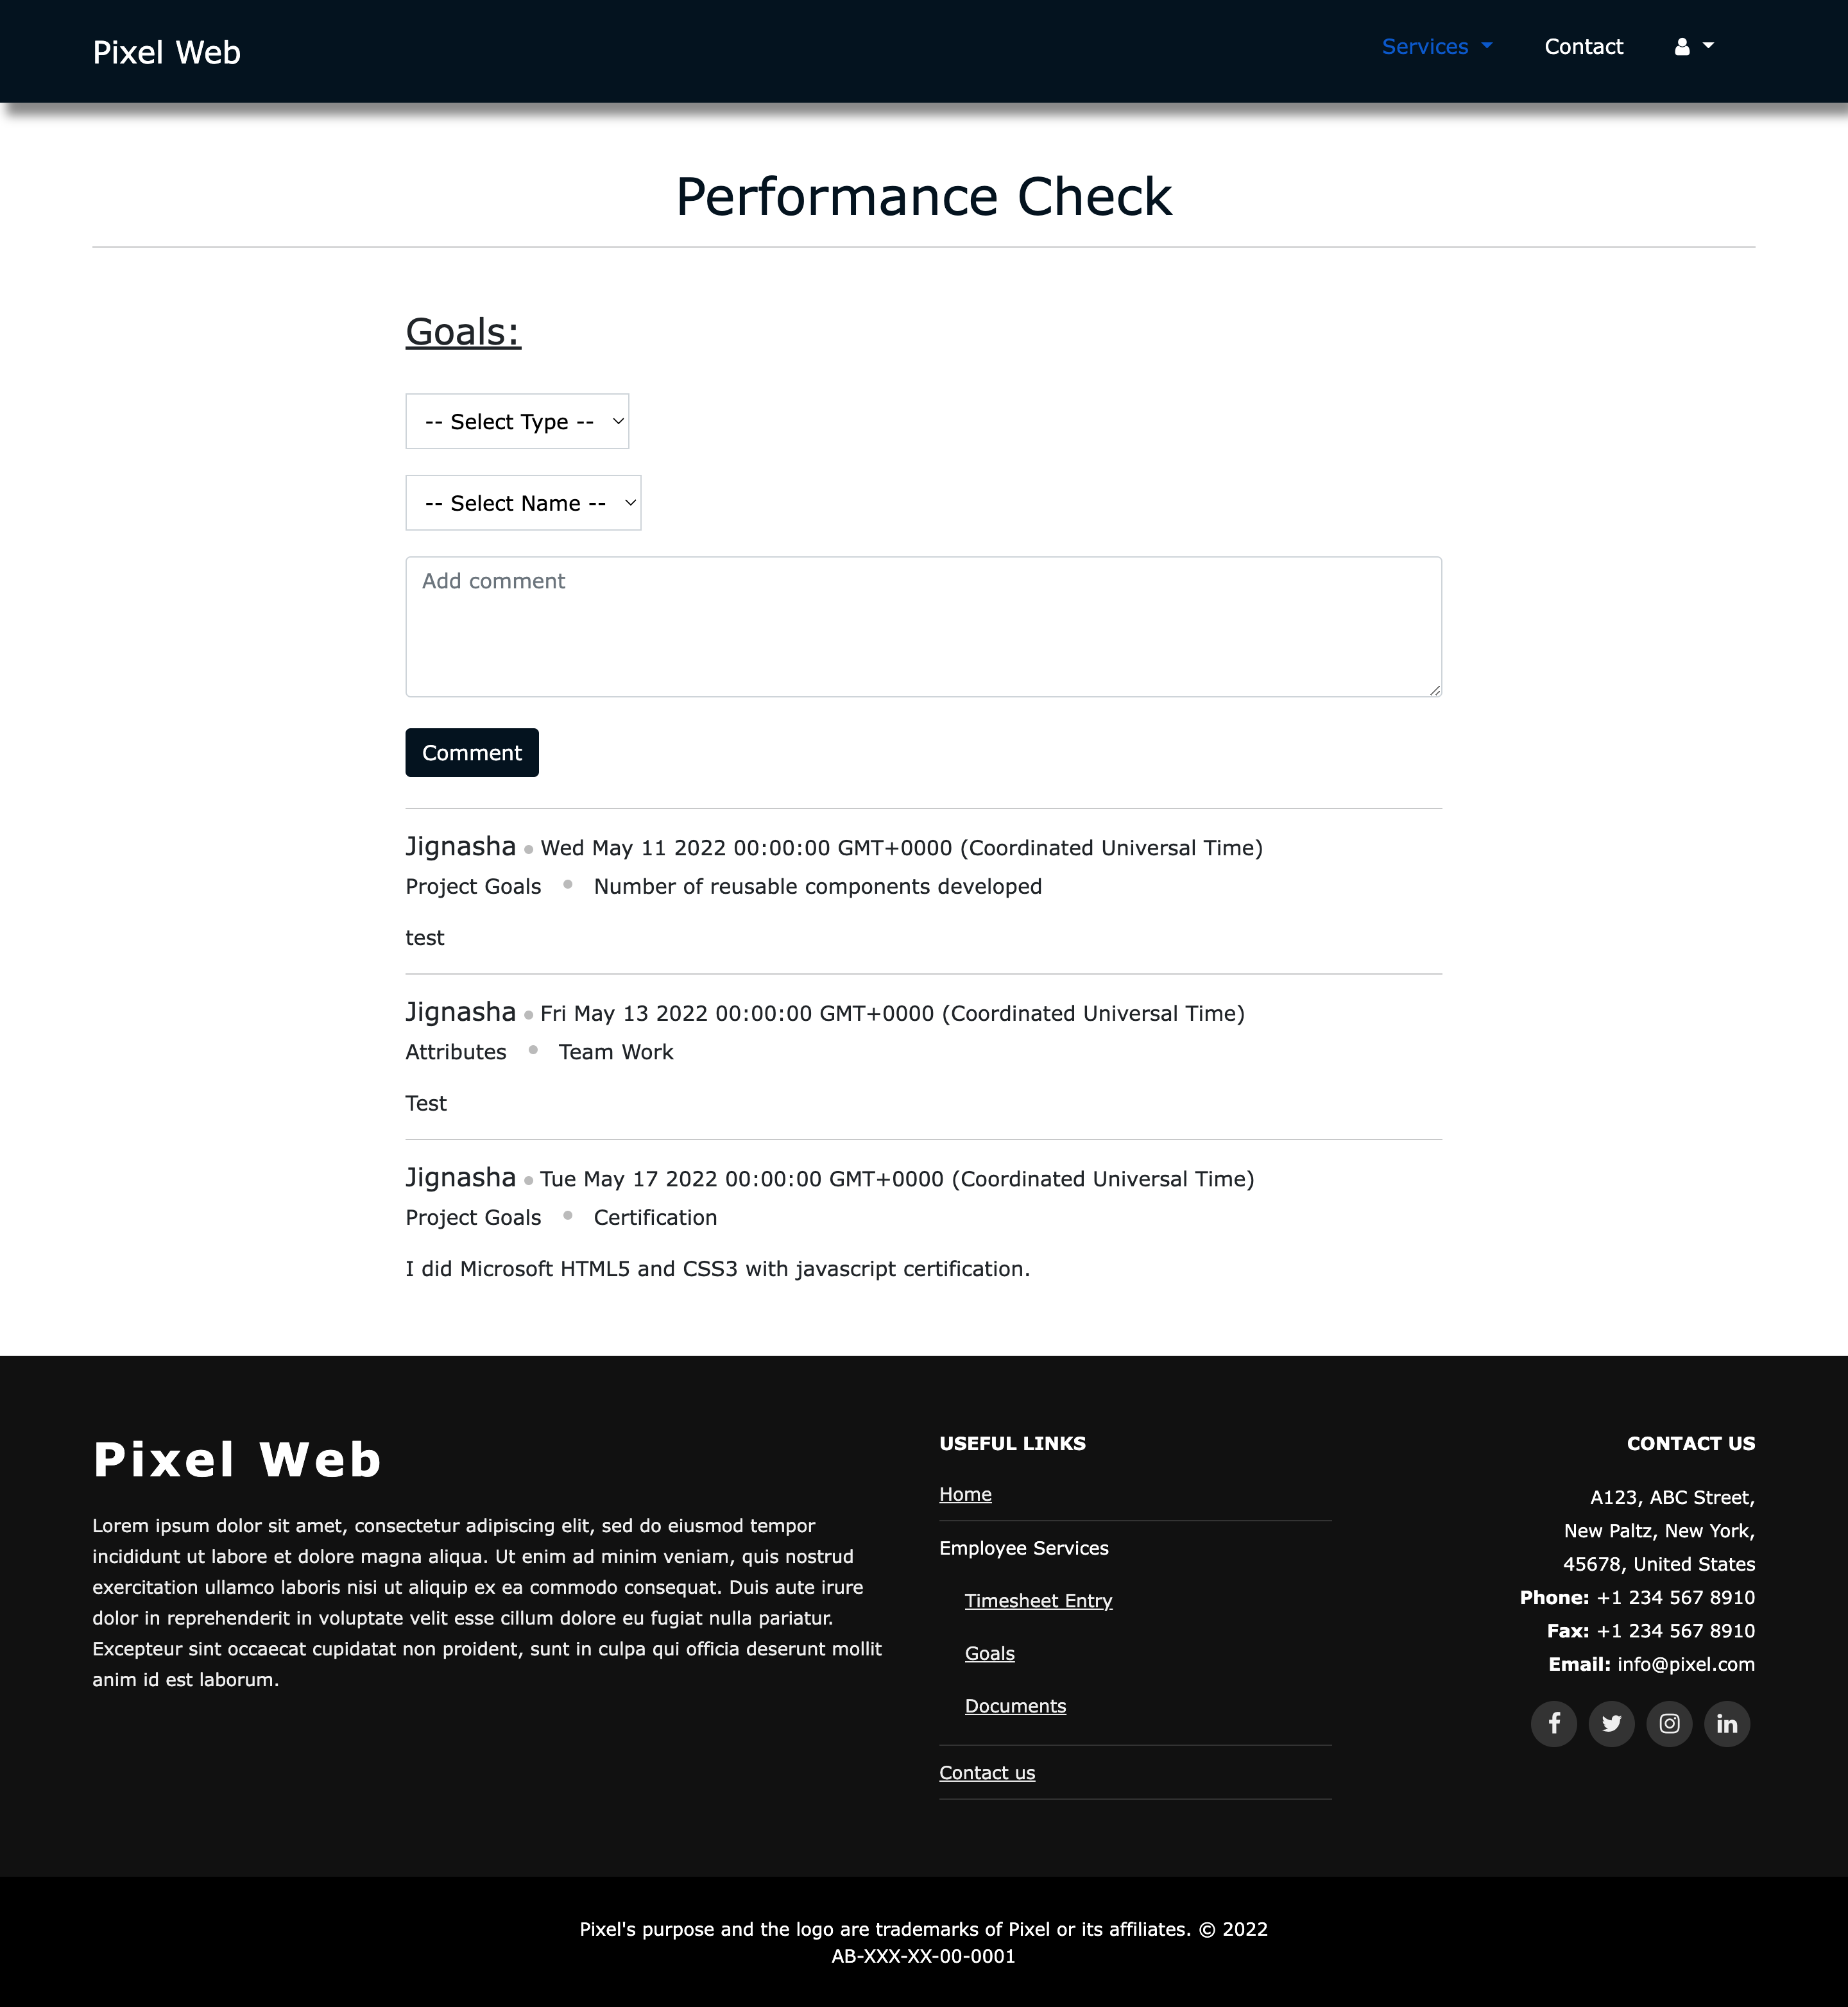 Pixel Web
Services
Contact
Performance Check
Goals:
-- Select Type --
-- Select Name --
Add comment
Comment
Jignasha Wed May 11 2022 00:00:00 GMT+0000 (Coordinated Universal Time)
Project Goals Number of reusable components developed
test
Jignasha Fri May 13 2022 00:00:00 GMT+0000 (Coordinated Universal Time)
Attributes Team Work
Test
Jignasha Tue May 17 2022 00:00:00 GMT+0000 (Coordinated Universal Time)
Project Goals Certification
I did Microsoft HTML5 and CSS3 with javascript certification.
Pixel Web
Lorem ipsum dolor sit amet, consectetur adipiscing elit, sed do eiusmod tempor
incididunt ut labore et dolore magna aliqua. Ut enim ad minim veniam, quis nostrud
exercitation ullamco laboris nisi ut aliquip ex ea commodo consequat. Duis aute irure
dolor in reprehenderit in voluptate velit esse cillum dolore eu fugiat nulla pariatur.
Excepteur sint occaecat cupidatat non proident, sunt in culpa qui officia deserunt mollit
anim id est laborum.
USEFUL LINKS
Home
Employee Services
Timesheet Entry
Goals
Documents
Contact us
CONTACT US
A123, ABC Street,
New Paltz, New York,
45678, United States
Phone: +1 234 567 8910
Fax: +1 234 567 8910
Email: info@pixel.com
Pixel's purpose and the logo are trademarks of Pixel or its affiliates. © 2022
AB-XXX-XX-00-0001